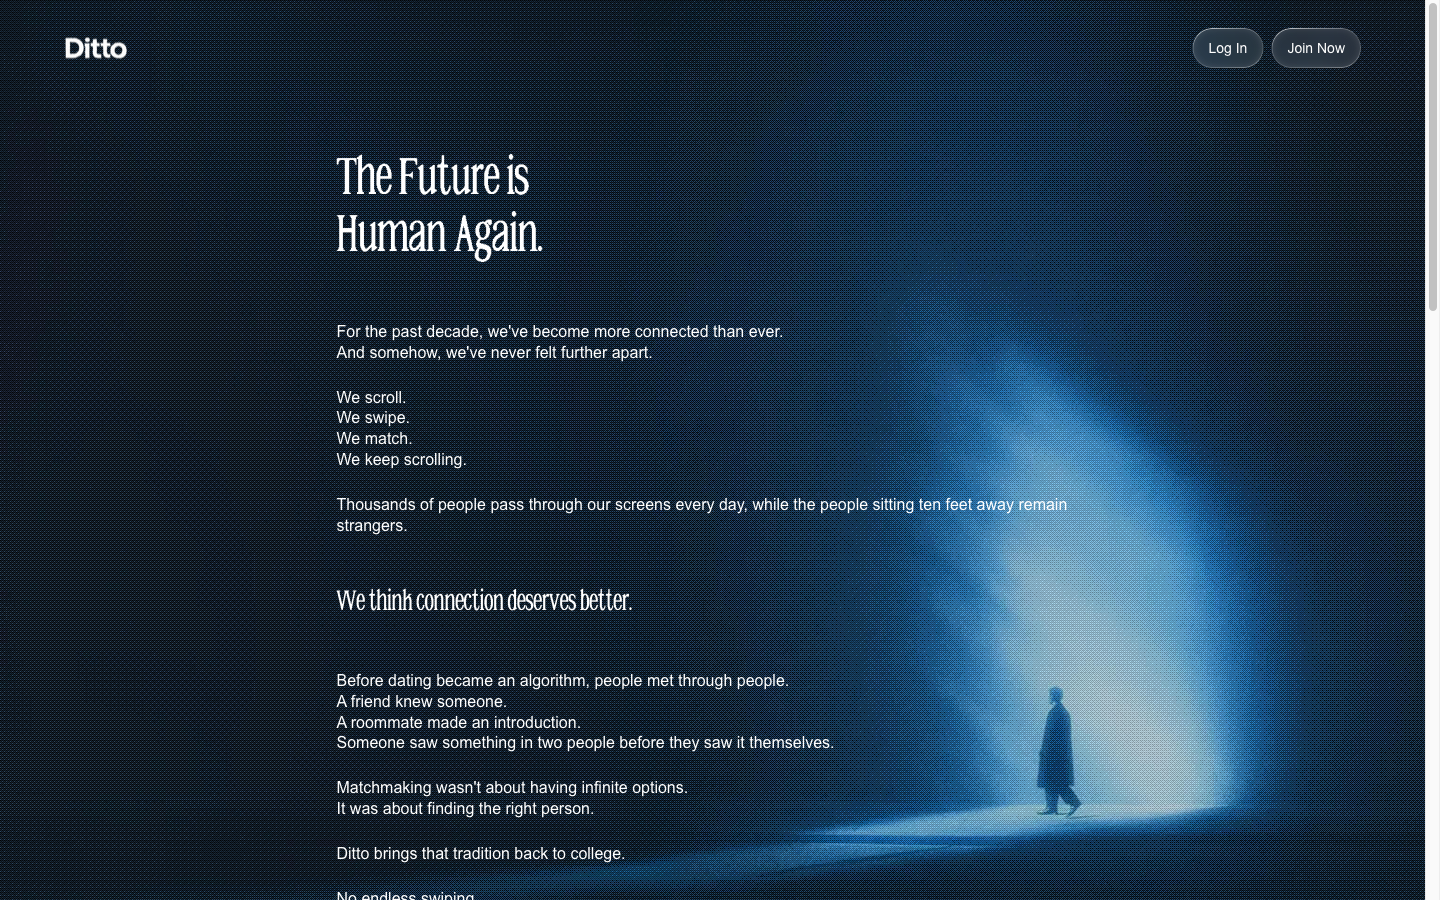 Ditto
Log In
Join Now
The Future is
Human Again.
For the past decade, we've become more connected than ever.
And somehow, we've never felt further apart.
We scroll.
We swipe.
We match.
We keep scrolling.
Thousands of people pass through our screens every day, while the people sitting ten feet away remain
strangers.
We think connection deserves better.
Before dating became an algorithm, people met through people.
A friend knew someone.
A roommate made an introduction.
Someone saw something in two people before they saw it themselves.
Matchmaking wasn't about having infinite options.
It was about finding the right person.
Ditto brings that tradition back to college.
No endless swiping